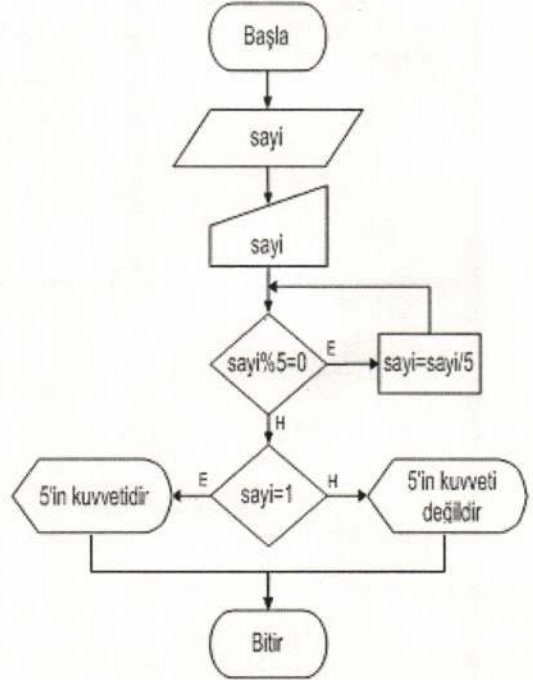 Başla
sayi
sayi
sayi%5=0
E
sayi=sayi/5
H
5'in kuvvetidir
E
sayi=1
H
5'in kuvveti
değildir
Bitir